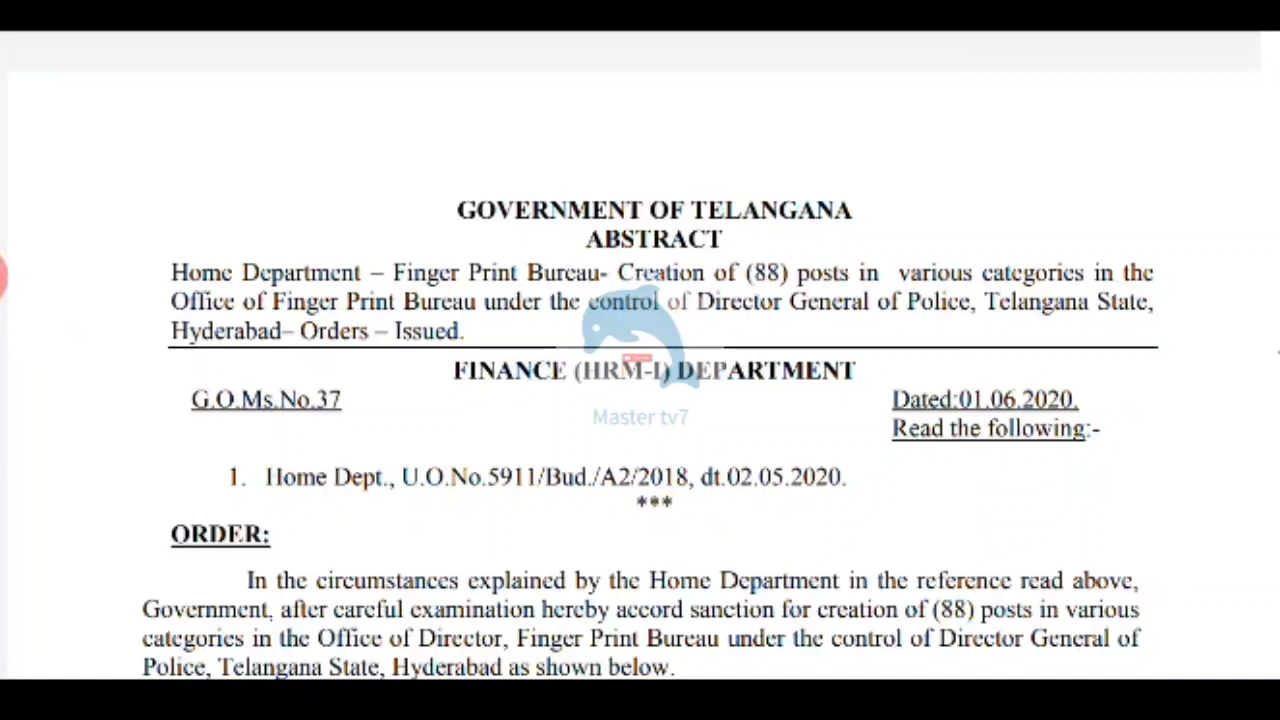 GOVERNMENT OF TELANGANA
ABSTRACT
Home Department – Finger Print Bureau- Creation of (88) posts in various categories in the
Office of Finger Print Bureau under the control of Director General of Police, Telangana State,
Hyderabad– Orders – Issued.
FINANCE (HRM-I) DEPARTMENT
G.O.Ms.No.37
Dated:01.06.2020.
Read the following:-
Master tv7
1. Home Dept., U.O.No.5911/Bud./A2/2018, dt.02.05.2020.
***
ORDER:
In the circumstances explained by the Home Department in the reference read above,
Government, after careful examination hereby accord sanction for creation of (88) posts in various
categories in the Office of Director, Finger Print Bureau under the control of Director General of
Police, Telangana State, Hyderabad as shown below.